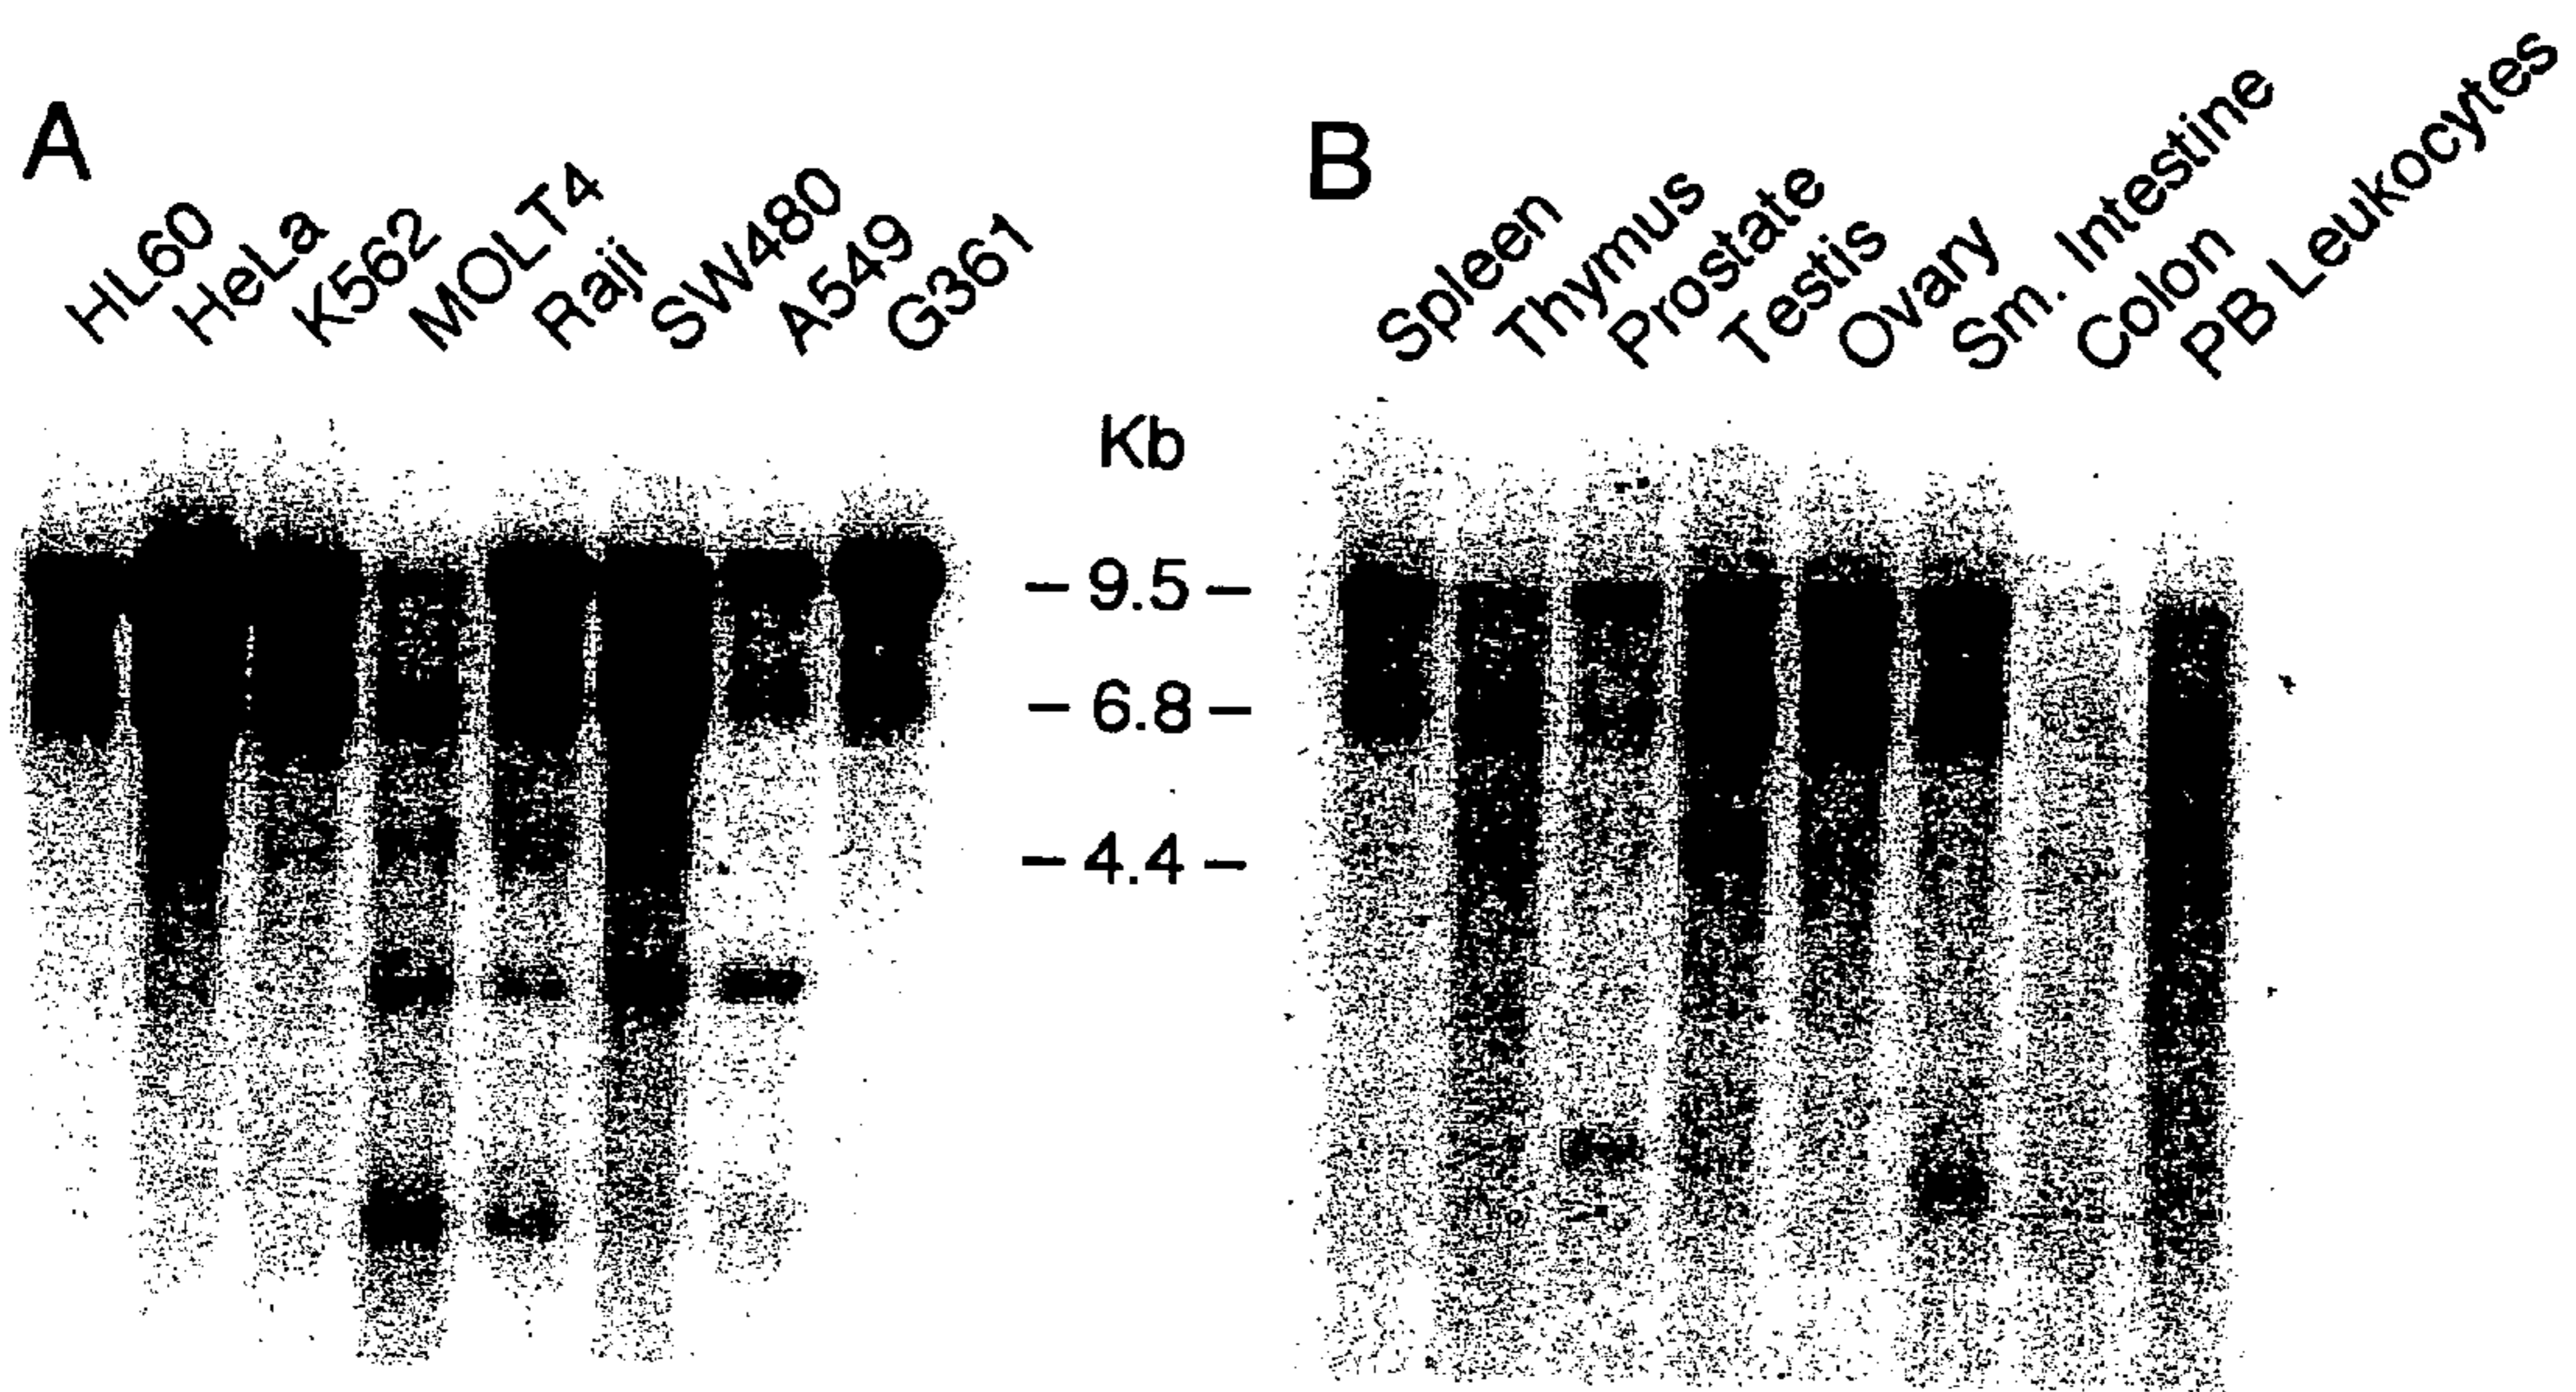 A
HL60
HeLa
K562
MOLT4
Raji
SW480
A549
G361
Kb
– 9.5 –
– 6.8 –
– 4.4 –
B
Spleen
Thymus
Prostate
Testis
Ovary
Sm. Intestine
Colon
PB Leukocytes